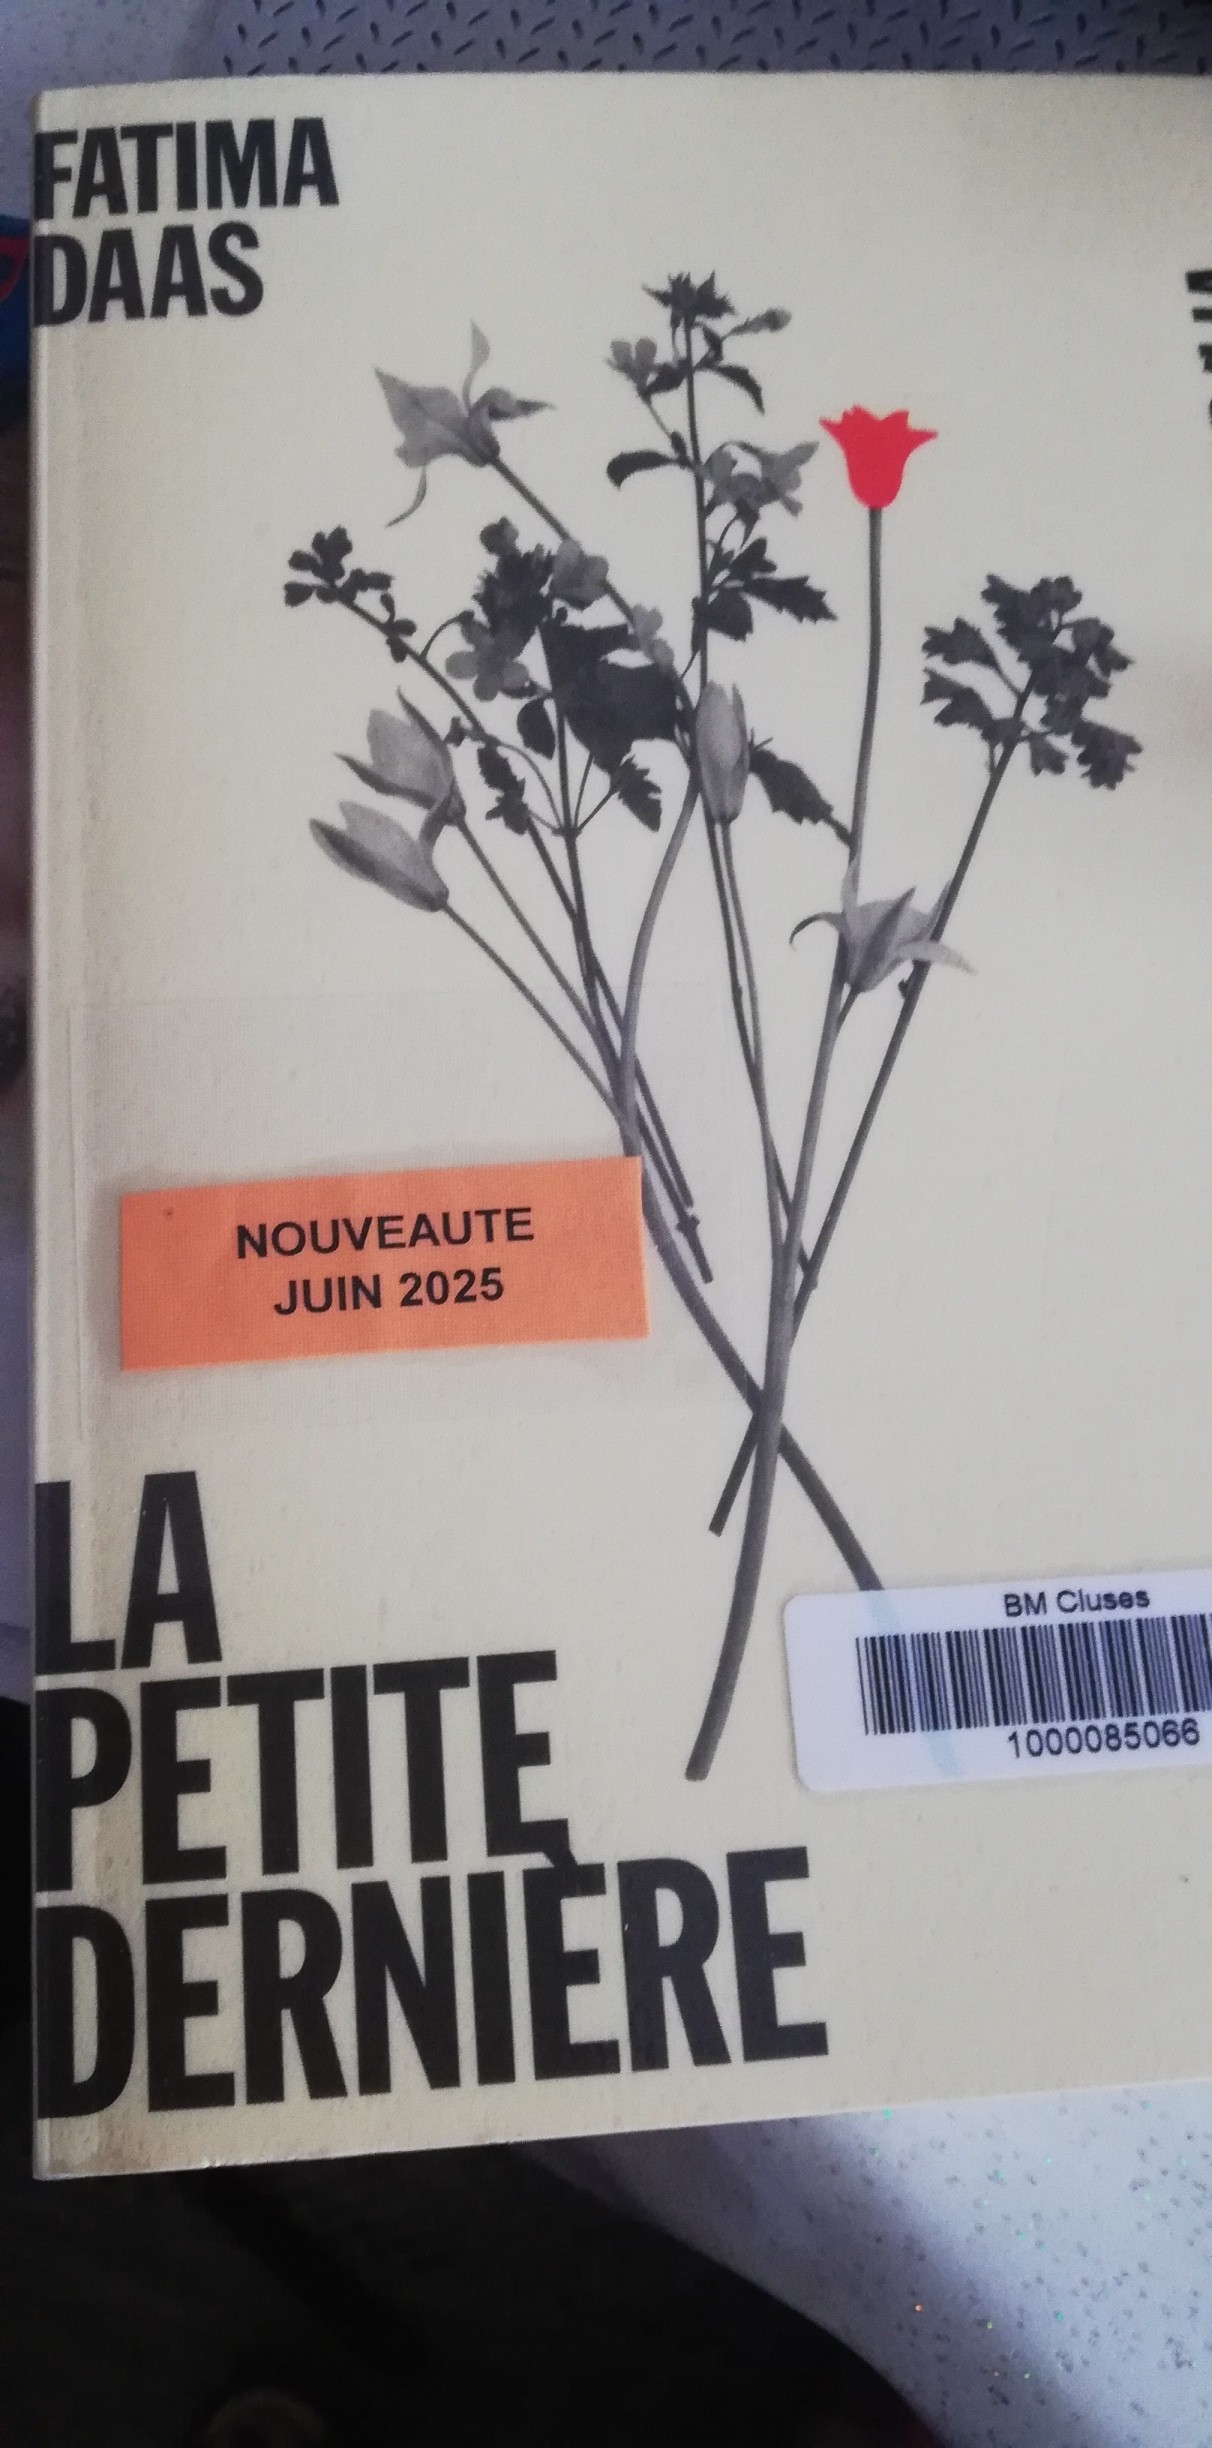 FATIMA
DAAS
NOUVEAUTE
JUIN 2025
LA
PETITE
DERNIÈRE
BM Cluses
1000085066